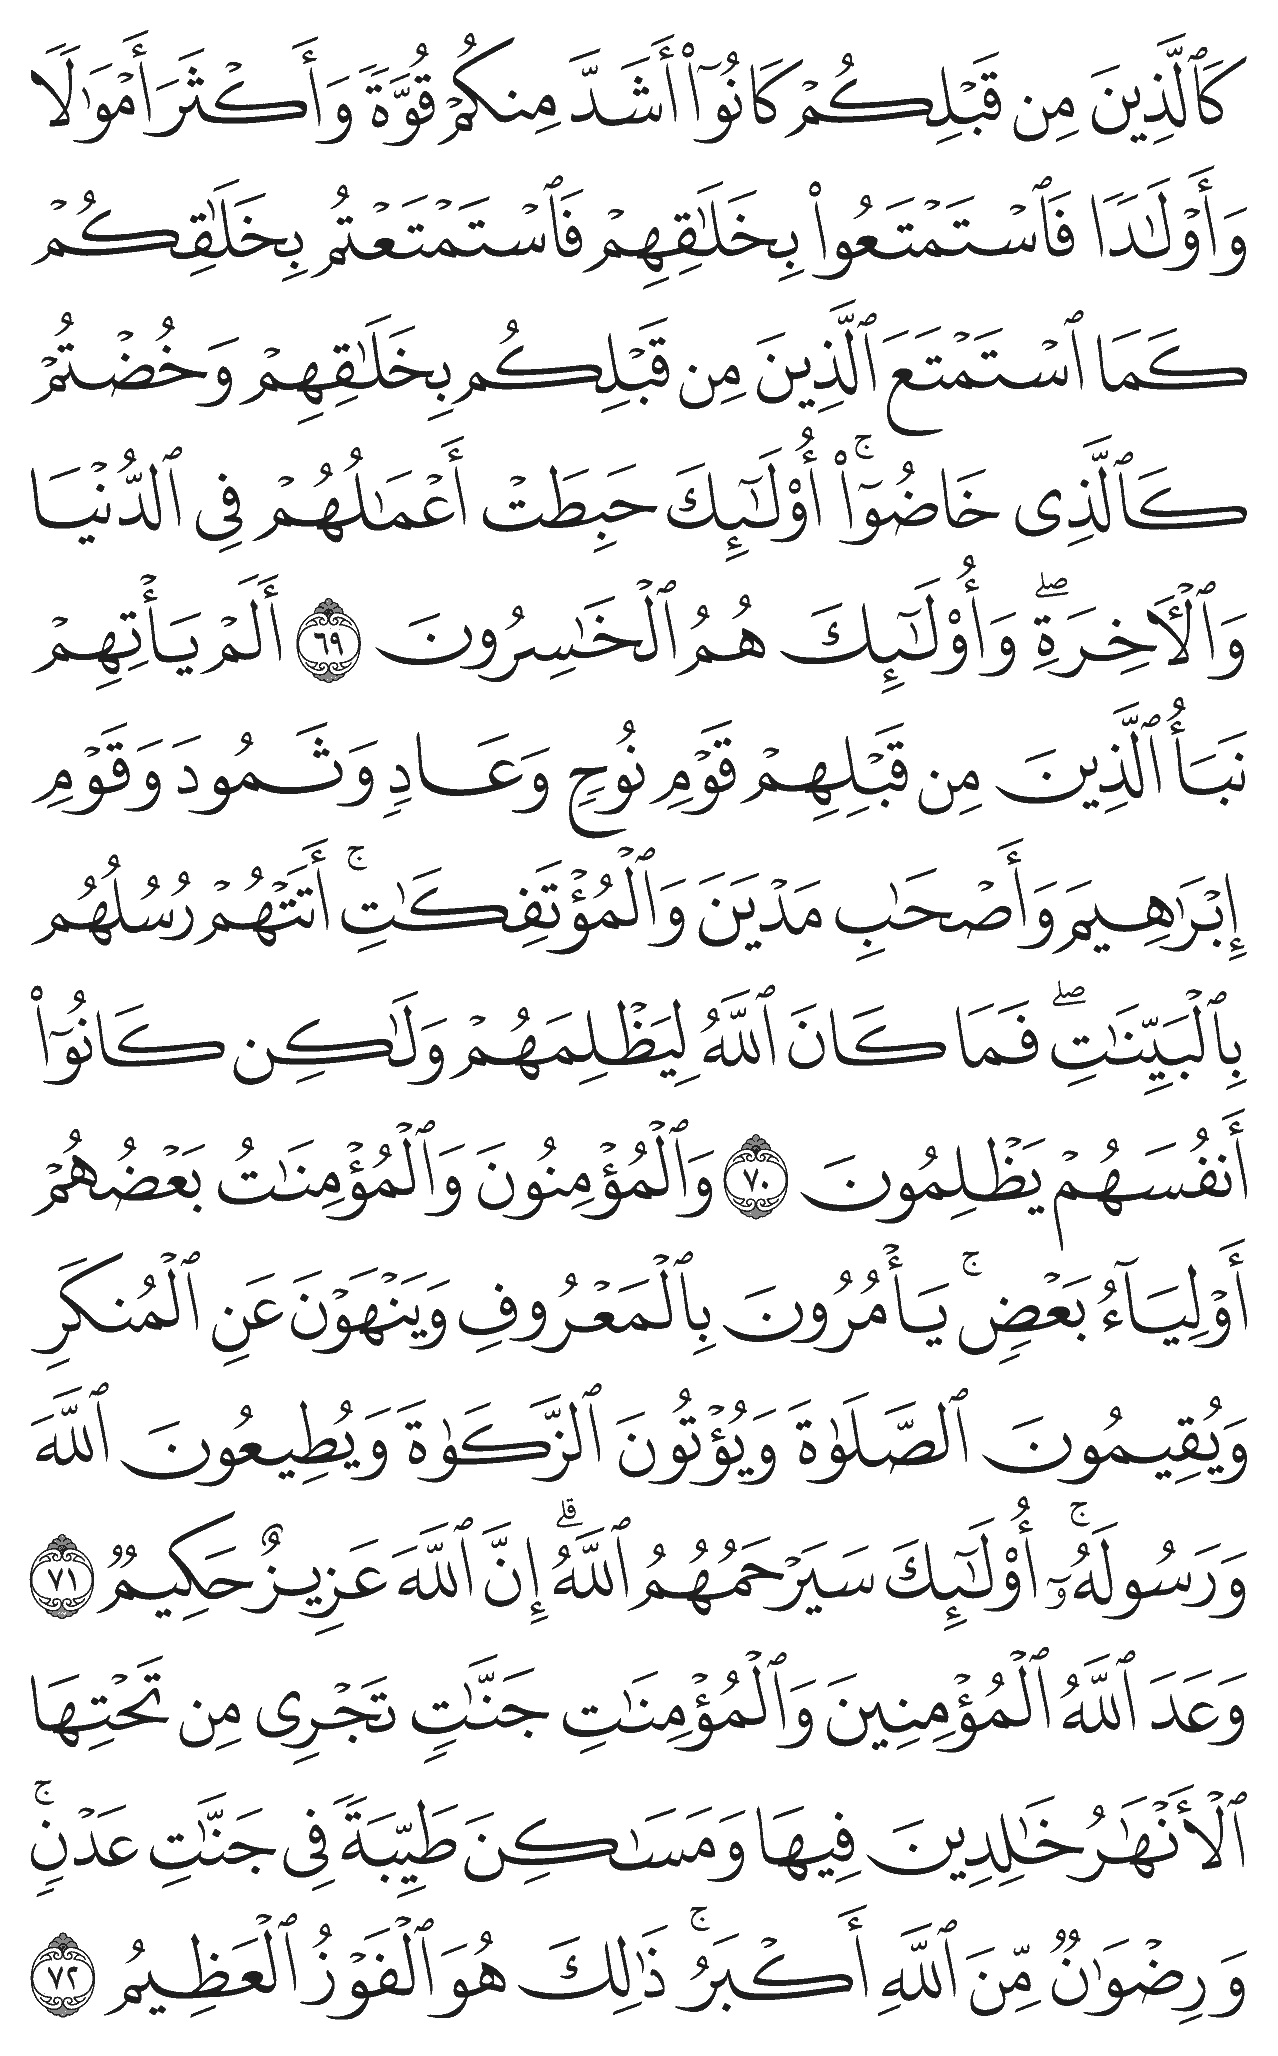 كَٱلَّذِينَ مِن قَبْلِكُمْ كَانُوٓا۟ أَشَدَّ مِنكُمْ قُوَّةً وَأَكْثَرَ أَمْوَٰلًا
وَأَوْلَـٰدًا فَٱسْتَمْتَعُوا۟ بِخَلَـٰقِهِمْ فَٱسْتَمْتَعْتُم بِخَلَـٰقِكُمْ
كَمَا ٱسْتَمْتَعَ ٱلَّذِينَ مِن قَبْلِكُم بِخَلَـٰقِهِمْ وَخُضْتُمْ
كَٱلَّذِى خَاضُوٓا۟ ۚ أُو۟لَـٰٓئِكَ حَبِطَتْ أَعْمَـٰلُهُمْ فِى ٱلدُّنْيَا
وَٱلْـَٔاخِرَةِ ۖ وَأُو۟لَـٰٓئِكَ هُمُ ٱلْخَـٰسِرُونَ ٦٩ أَلَمْ يَأْتِهِمْ
نَبَأُ ٱلَّذِينَ مِن قَبْلِهِمْ قَوْمِ نُوحٍ وَعَادٍ وَثَمُودَ وَقَوْمِ
إِبْرَٰهِيمَ وَأَصْحَـٰبِ مَدْيَنَ وَٱلْمُؤْتَفِكَـٰتِ ۚ أَتَتْهُمْ رُسُلُهُم
بِٱلْبَيِّنَـٰتِ ۖ فَمَا كَانَ ٱللَّهُ لِيَظْلِمَهُمْ وَلَـٰكِن كَانُوٓا۟
أَنفُسَهُمْ يَظْلِمُونَ ٧٠ وَٱلْمُؤْمِنُونَ وَٱلْمُؤْمِنَـٰتُ بَعْضُهُمْ
أَوْلِيَآءُ بَعْضٍ ۚ يَأْمُرُونَ بِٱلْمَعْرُوفِ وَيَنْهَوْنَ عَنِ ٱلْمُنكَرِ
وَيُقِيمُونَ ٱلصَّلَوٰةَ وَيُؤْتُونَ ٱلزَّكَوٰةَ وَيُطِيعُونَ ٱللَّهَ
وَرَسُولَهُۥٓ ۚ أُو۟لَـٰٓئِكَ سَيَرْحَمُهُمُ ٱللَّهُ ۗ إِنَّ ٱللَّهَ عَزِيزٌ حَكِيمٌ ٧١
وَعَدَ ٱللَّهُ ٱلْمُؤْمِنِينَ وَٱلْمُؤْمِنَـٰتِ جَنَّـٰتٍ تَجْرِى مِن تَحْتِهَا
ٱلْأَنْهَـٰرُ خَـٰلِدِينَ فِيهَا وَمَسَـٰكِنَ طَيِّبَةً فِى جَنَّـٰتِ عَدْنٍ ۚ
وَرِضْوَٰنٌ مِّنَ ٱللَّهِ أَكْبَرُ ۚ ذَٰلِكَ هُوَ ٱلْفَوْزُ ٱلْعَظِيمُ ٧٢